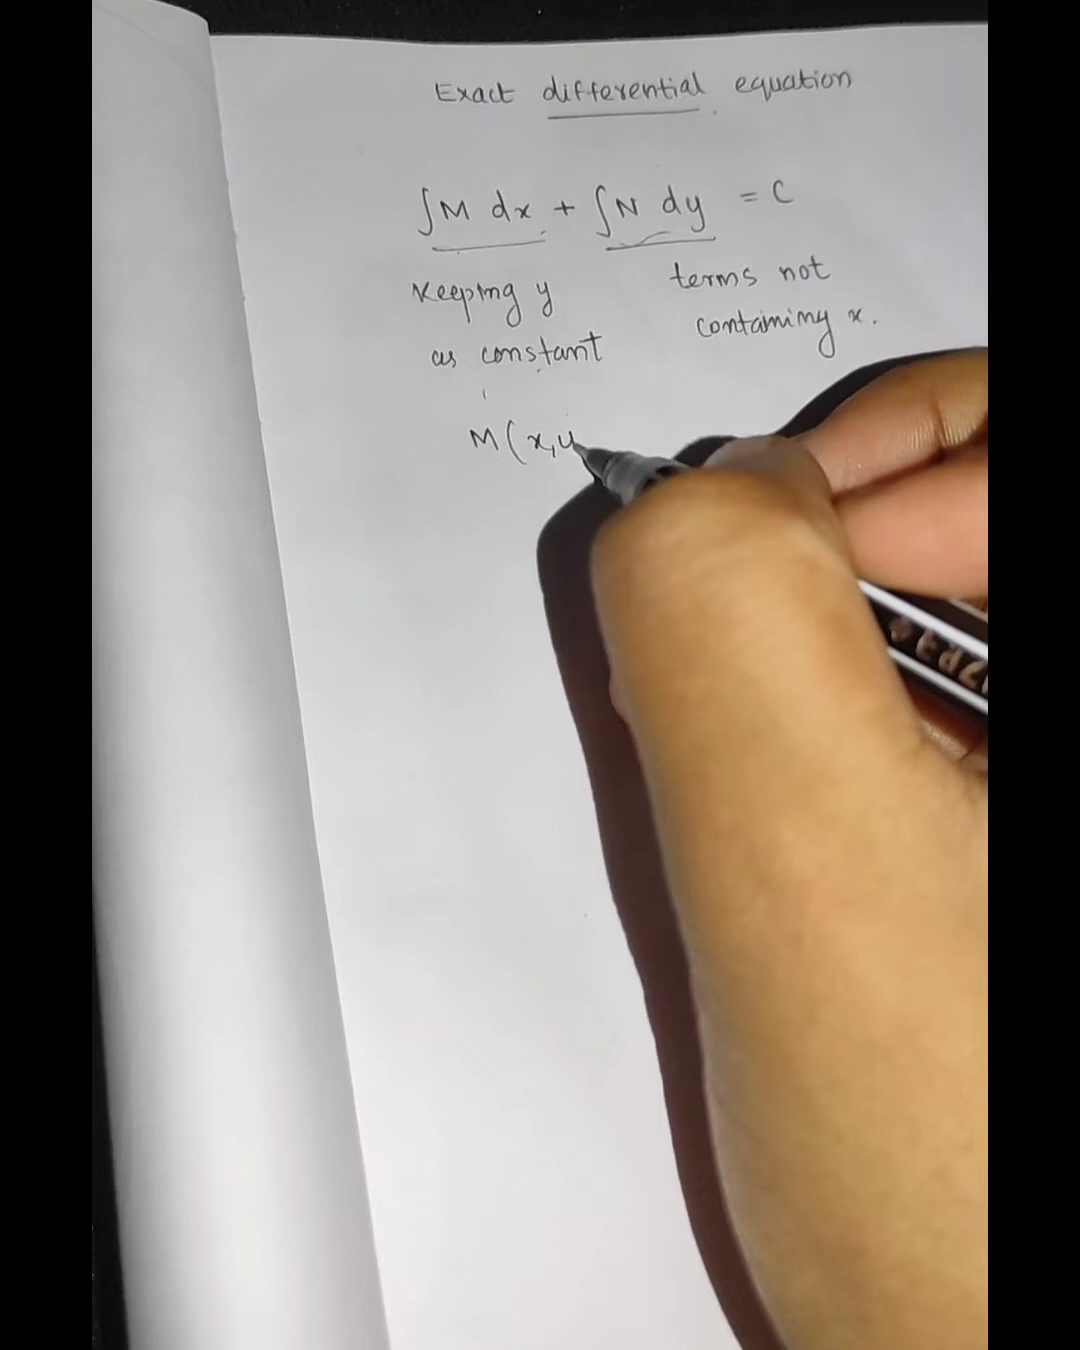 Exact differential equation
∫M dx + ∫N dy = C
Keeping y
as constant
terms not
containing x.
M(x,y